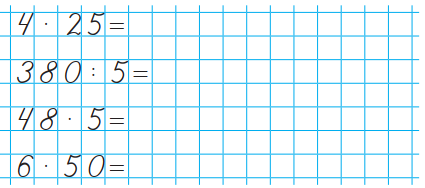 4 · 25 =
380 : 5 =
48 · 5 =
6 · 50 =